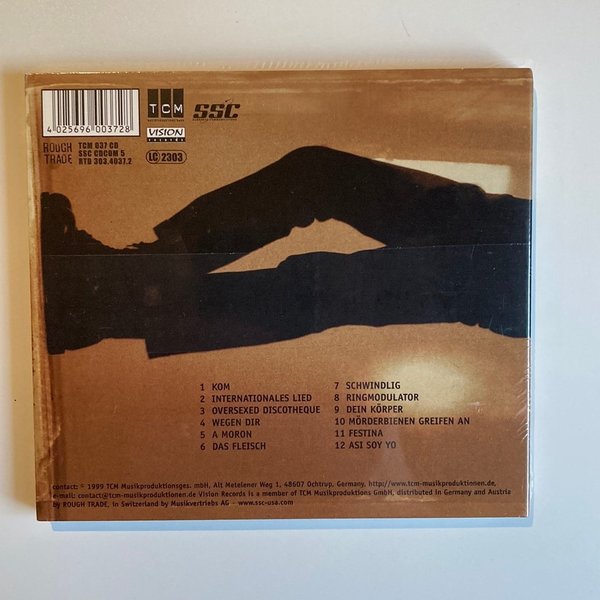 4 025696 003728
TCM
VISION
records
SSC
ROUGH
TRADE
TCM 037 CD
SSC CDCOM 5
RTD 303.4037.2
LC 2303
1 KOM
2 INTERNATIONALES LIED
3 OVERSEXED DISCOTHEQUE
4 WEGEN DIR
5 A MORON
6 DAS FLEISCH
7 SCHWINDLIG
8 RINGMODULATOR
9 DEIN KÖRPER
10 MÖRDERBIENEN GREIFEN AN
11 FESTINA
12 ASI SOY YO
contact: © 1999 TCM Musikproduktionsges. mbH, Alt Metelener Weg 1, 48607 Ochtrup, Germany, http://www.tcm-musikproduktionen.de,
e-mail: contact@tcm-musikproduktionen.de Vision Records is a member of TCM Musikproduktions GmbH, distributed in Germany and Austria
by ROUGH TRADE, in Switzerland by Musikvertriebs AG · www.ssc-usa.com